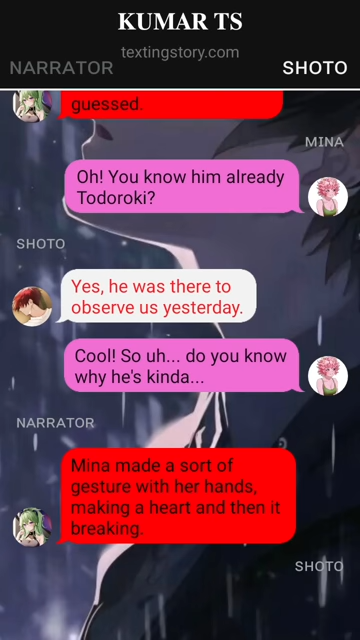 KUMAR TS
textingstory.com
NARRATOR
SHOTO
guessed.
MINA
Oh! You know him already
Todoroki?
SHOTO
Yes, he was there to
observe us yesterday.
Cool! So uh... do you know
why he's kinda...
NARRATOR
Mina made a sort of
gesture with her hands,
making a heart and then it
breaking.
SHOTO